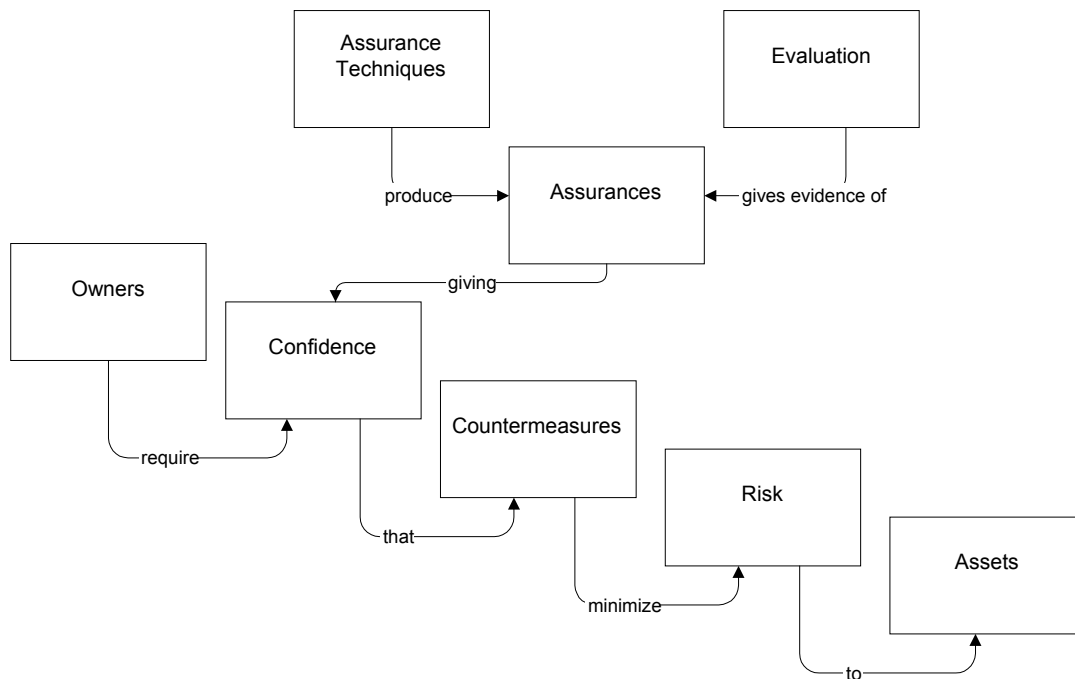 Assurance
Techniques
Evaluation
produce
Assurances
gives evidence of
Owners
giving
Confidence
Countermeasures
require
Risk
that
Assets
minimize
to